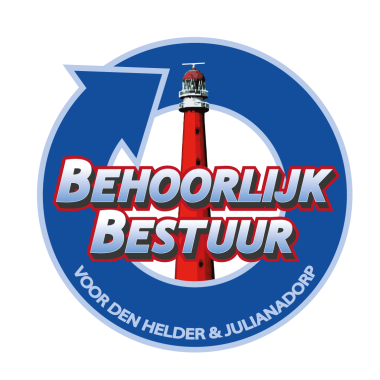 BEHOORLIJK
BESTUUR
VOOR DEN HELDER & JULIANADORP